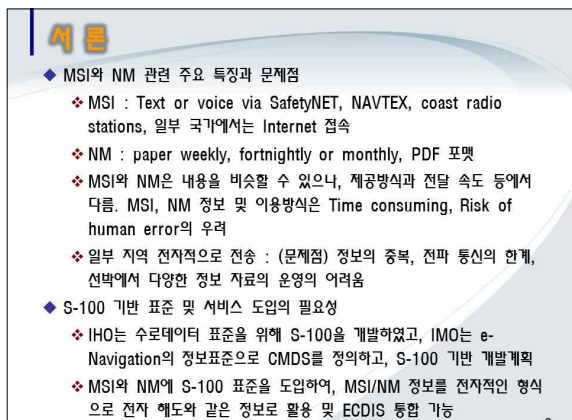 서 론
◆ MSI와 NM 관련 주요 특징과 문제점
❖ MSI : Text or voice via SafetyNET, NAVTEX, coast radio
stations, 일부 국가에서는 Internet 접속
❖ NM : paper weekly, fortnightly or monthly, PDF 포맷
❖ MSI와 NM은 내용을 비슷할 수 있으나, 제공방식과 전달 속도 등에서
다름. MSI, NM 정보 및 이용방식은 Time consuming, Risk of
human error의 우려
❖ 일부 지역 전자적으로 전송 : (문제점) 정보의 중복, 전파 통신의 한계,
선박에서 다양한 정보 자료의 운영의 어려움
◆ S-100 기반 표준 및 서비스 도입의 필요성
❖ IHO는 수로데이터 표준을 위해 S-100을 개발하였고, IMO는 e-
Navigation의 정보표준으로 CMDS를 정의하고, S-100 기반 개발계획
❖ MSI와 NM에 S-100 표준을 도입하여, MSI/NM 정보를 전자적인 형식
으로 전자 해도와 같은 정보로 활용 및 ECDIS 통합 가능